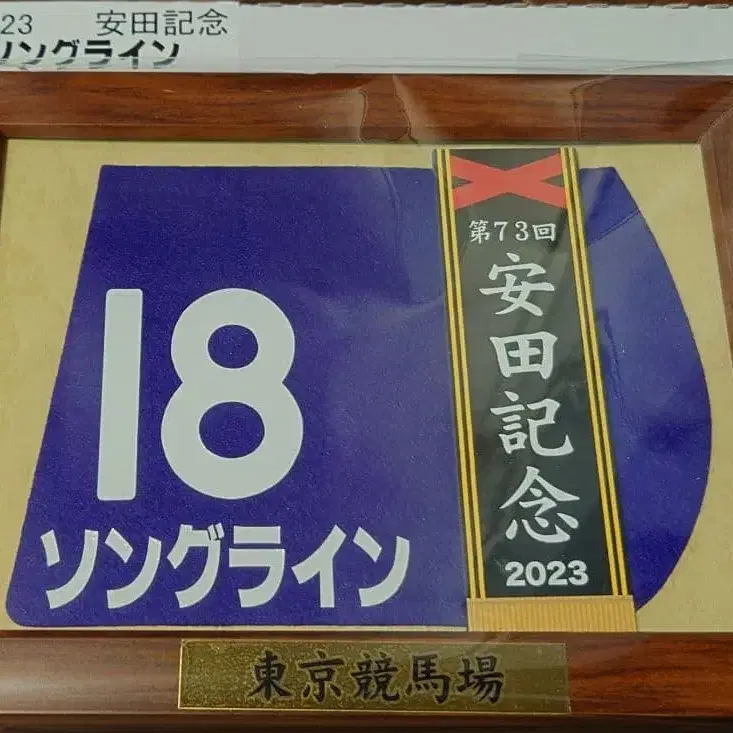 23 安田記念
ソングライン
第73回
安田記念
2023
18
ソングライン
東京競馬場